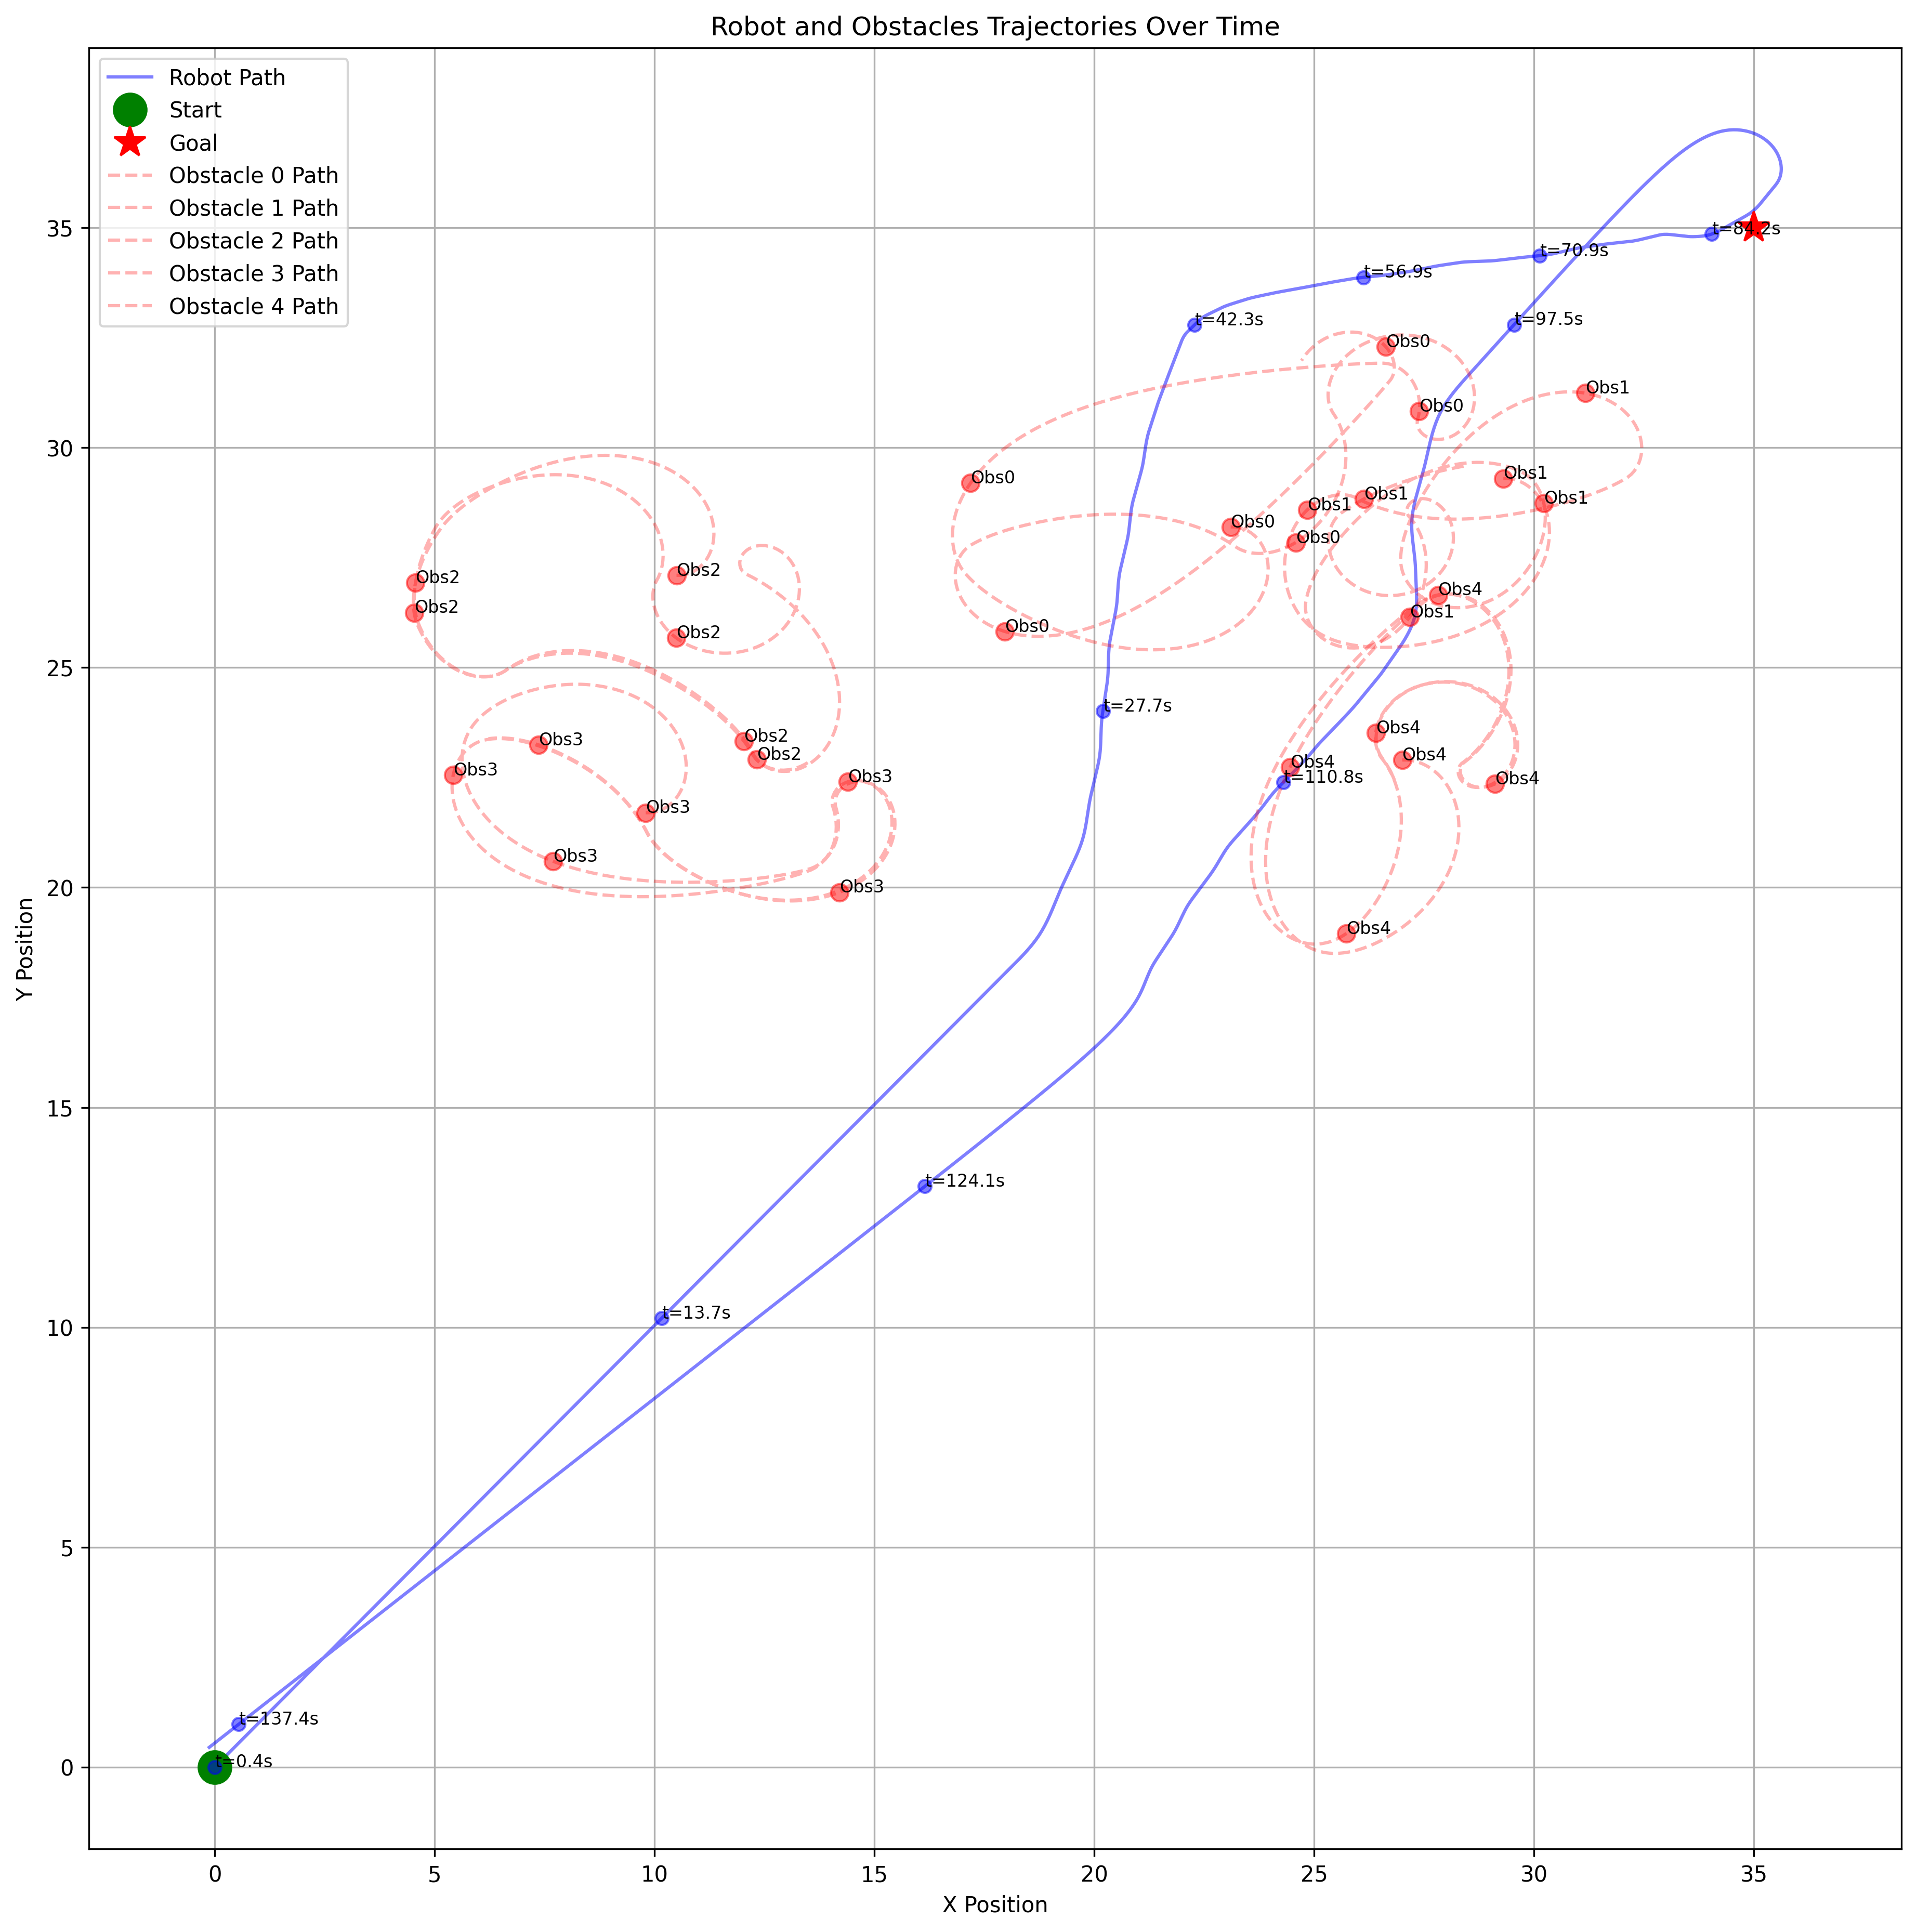 Robot and Obstacles Trajectories Over Time
Robot Path
Start
Goal
Obstacle 0 Path
Obstacle 1 Path
Obstacle 2 Path
Obstacle 3 Path
Obstacle 4 Path
35
30
25
20
15
10
5
0
Y Position
t=84.2s
t=70.9s
t=56.9s
t=42.3s
t=97.5s
Obs0
Obs1
Obs0
Obs0
Obs1
Obs1
Obs1
Obs1
Obs0
Obs0
Obs2
Obs2
Obs4
Obs2
Obs1
Obs0
Obs2
t=27.7s
Obs4
Obs2
Obs3
Obs2
Obs4
Obs3
Obs4
Obs3
t=110.8s
Obs4
Obs3
Obs3
Obs3
Obs4
t=124.1s
t=13.7s
t=137.4s
t=0.4s
0
5
10
15
20
25
30
35
X Position